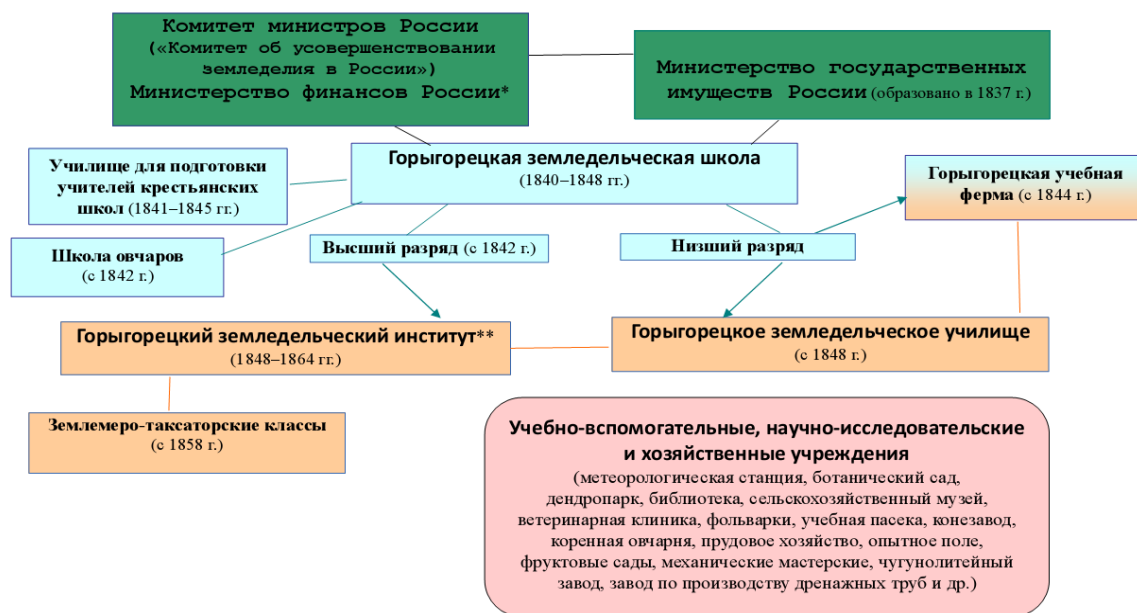 Комитет министров России
(«Комитет об усовершенствовании
земледелия в России»)
Министерство финансов России*
Министерство государственных
имуществ России (образовано в 1837 г.)
Горыгорецкая земледельческая школа
(1840–1848 гг.)
Училище для подготовки
учителей крестьянских
школ (1841–1845 гг.)
Горыгорецкая учебная
ферма (с 1844 г.)
Школа овчаров
(с 1842 г.)
Высший разряд (с 1842 г.)
Низший разряд
Горыгорецкий земледельческий институт**
(1848–1864 гг.)
Горыгорецкое земледельческое училище
(с 1848 г.)
Землемеро-таксаторские классы
(с 1858 г.)
Учебно-вспомогательные, научно-исследовательские
и хозяйственные учреждения
(метеорологическая станция, ботанический сад,
дендропарк, библиотека, сельскохозяйственный музей,
ветеринарная клиника, фольварки, учебная пасека, конезавод,
коренная овчарня, прудовое хозяйство, опытное поле,
фруктовые сады, механические мастерские, чугунолитейный
завод, завод по производству дренажных труб и др.)